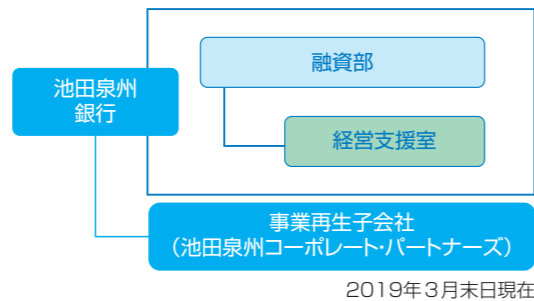 融資部
池田泉州
銀行
経営支援室
事業再生子会社
（池田泉州コーポレート・パートナーズ）
2019年3月末日現在